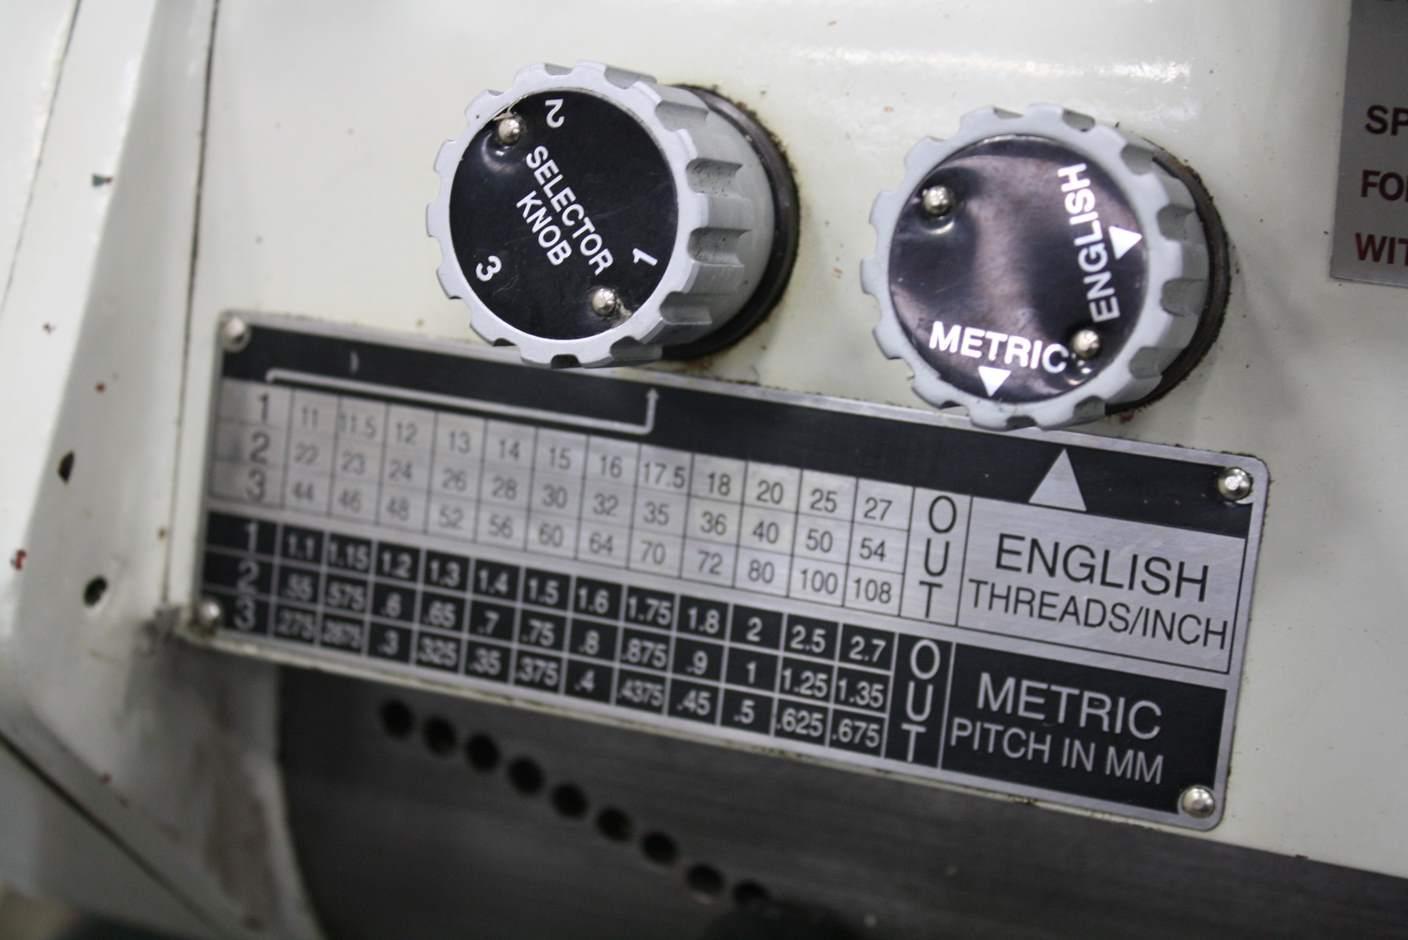 2
SELECTOR
KNOB
1
3
ENGLISH
METRIC
SP
FO
WIT
1 11 11.5 12 13 14 15 16 17.5 18 20 25 27
2 22 23 24 26 28 30 32 35 36 40 50 54
3 44 46 48 52 56 60 64 70 72 80 100 108
OUT
ENGLISH
THREADS/INCH
1 1.1 1.15 1.2 1.3 1.4 1.5 1.6 1.75 1.8 2 2.5 2.7
2 .55 .575 .6 .65 .7 .75 .8 .875 .9 1 1.25 1.35
3 .275 .2875 .3 .325 .35 .375 .4 .4375 .45 .5 .625 .675
OUT
METRIC
PITCH IN MM